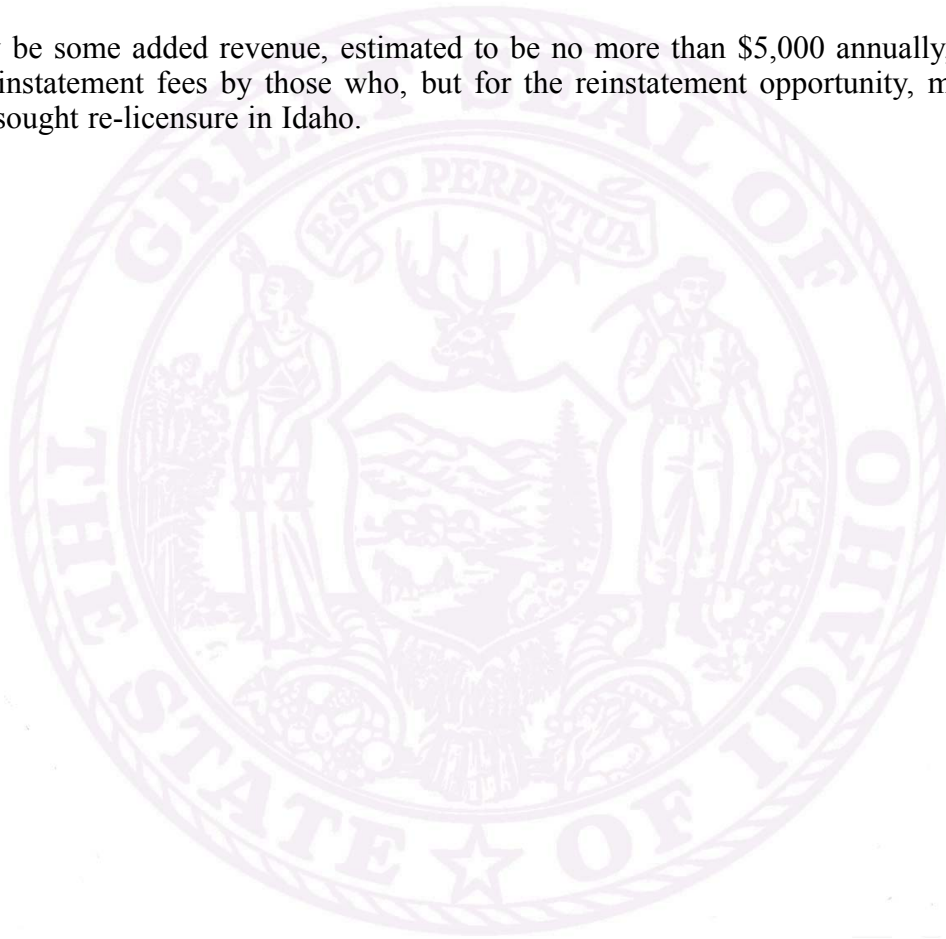 be some added revenue, estimated to be no more than $5,000 annually,
instatement fees by those who, but for the reinstatement opportunity, m
sought re-licensure in Idaho.
GREAT SEAL OF
ESTO PERPETUA
THE STATE OF IDAHO